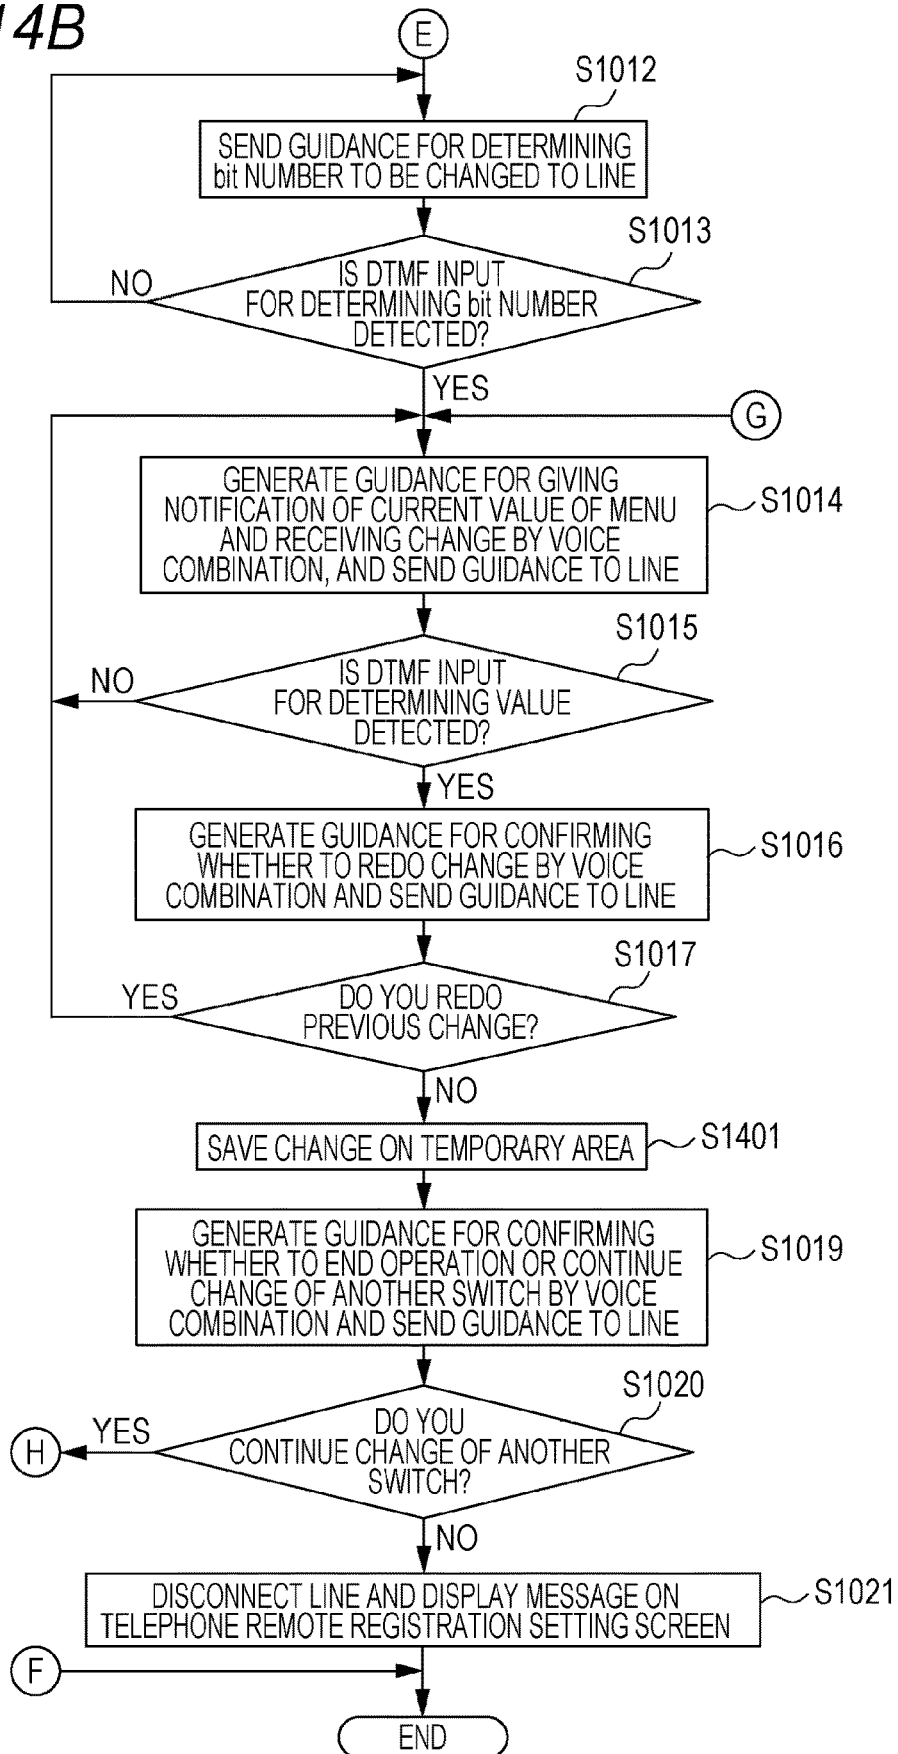 14B
E
S1012
SEND GUIDANCE FOR DETERMINING
bit NUMBER TO BE CHANGED TO LINE
S1013
NO
IS DTMF INPUT
FOR DETERMINING bit NUMBER
DETECTED?
YES
G
GENERATE GUIDANCE FOR GIVING
NOTIFICATION OF CURRENT VALUE OF MENU
AND RECEIVING CHANGE BY VOICE
COMBINATION, AND SEND GUIDANCE TO LINE
S1014
S1015
NO
IS DTMF INPUT
FOR DETERMINING VALUE
DETECTED?
YES
GENERATE GUIDANCE FOR CONFIRMING
WHETHER TO REDO CHANGE BY VOICE
COMBINATION AND SEND GUIDANCE TO LINE
S1016
S1017
YES
DO YOU REDO
PREVIOUS CHANGE?
NO
SAVE CHANGE ON TEMPORARY AREA
S1401
GENERATE GUIDANCE FOR CONFIRMING
WHETHER TO END OPERATION OR CONTINUE
CHANGE OF ANOTHER SWITCH BY VOICE
COMBINATION AND SEND GUIDANCE TO LINE
S1019
S1020
H
YES
DO YOU
CONTINUE CHANGE OF ANOTHER
SWITCH?
NO
DISCONNECT LINE AND DISPLAY MESSAGE ON
TELEPHONE REMOTE REGISTRATION SETTING SCREEN
S1021
F
END